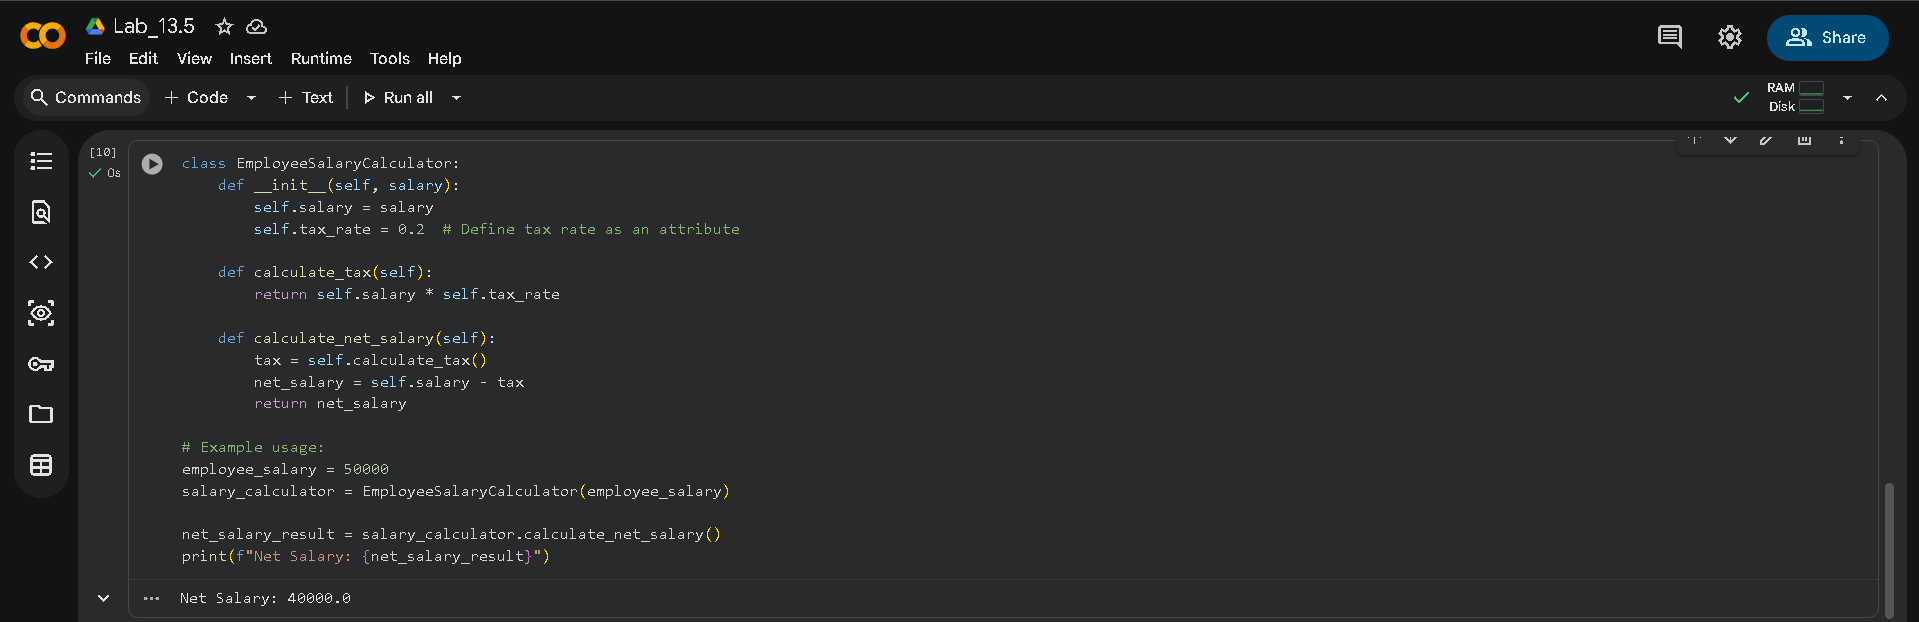 Lab_13.5
File Edit View Insert Runtime Tools Help
Share
Commands + Code + Text Run all
RAM
Disk
[10]
0s
class EmployeeSalaryCalculator:
    def __init__(self, salary):
        self.salary = salary
        self.tax_rate = 0.2  # Define tax rate as an attribute
    def calculate_tax(self):
        return self.salary * self.tax_rate
    def calculate_net_salary(self):
        tax = self.calculate_tax()
        net_salary = self.salary - tax
        return net_salary
# Example usage:
employee_salary = 50000
salary_calculator = EmployeeSalaryCalculator(employee_salary)
net_salary_result = salary_calculator.calculate_net_salary()
print(f"Net Salary: {net_salary_result}")
Net Salary: 40000.0